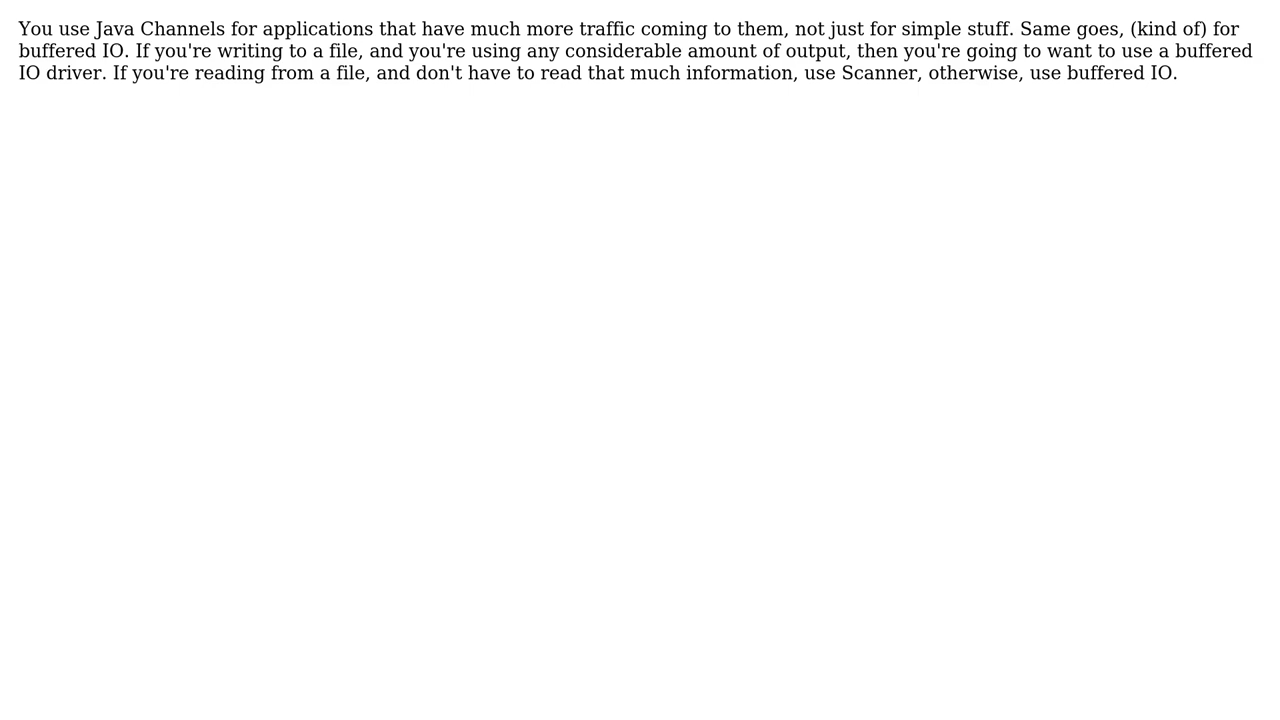 You use Java Channels for applications that have much more traffic coming to them, not just for simple stuff. Same goes, (kind of) for
buffered IO. If you're writing to a file, and you're using any considerable amount of output, then you're going to want to use a buffered
IO driver. If you're reading from a file, and don't have to read that much information, use Scanner, otherwise, use buffered IO.